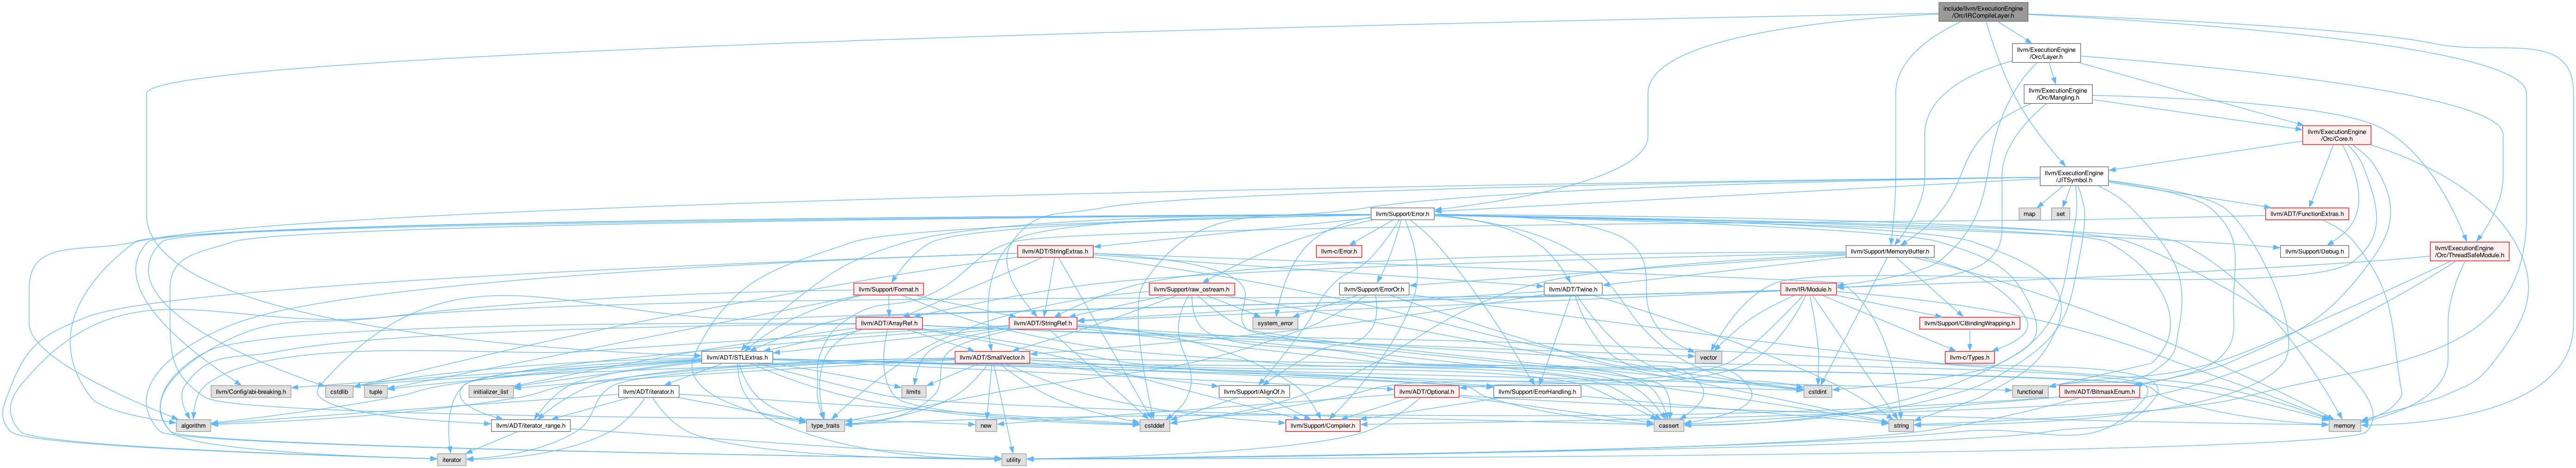 include/llvm/ExecutionEngine
/Orc/IRCompileLayer.h
llvm/ExecutionEngine
/Orc/Layer.h
llvm/ExecutionEngine
/Orc/Mangling.h
llvm/ExecutionEngine
/Orc/Core.h
llvm/ExecutionEngine
/JITSymbol.h
llvm/Support/Error.h
map
set
llvm/ADT/FunctionExtras.h
llvm/ADT/StringExtras.h
llvm-c/Error.h
llvm/Support/MemoryBuffer.h
llvm/Support/Debug.h
llvm/ExecutionEngine
/Orc/ThreadSafeModule.h
llvm/Support/Format.h
llvm/Support/raw_ostream.h
llvm/Support/ErrorOr.h
llvm/ADT/Twine.h
llvm/IR/Module.h
llvm/ADT/ArrayRef.h
llvm/ADT/StringRef.h
system_error
llvm/Support/CBindingWrapping.h
llvm/ADT/STLExtras.h
llvm/ADT/SmallVector.h
vector
llvm-c/Types.h
llvm/Config/abi-breaking.h
cstdlib
tuple
initializer_list
llvm/ADT/iterator.h
limits
llvm/Support/AlignOf.h
llvm/ADT/Optional.h
llvm/Support/ErrorHandling.h
cstdint
functional
llvm/ADT/BitmaskEnum.h
algorithm
llvm/ADT/iterator_range.h
type_traits
new
cstddef
llvm/Support/Compiler.h
cassert
string
memory
iterator
utility